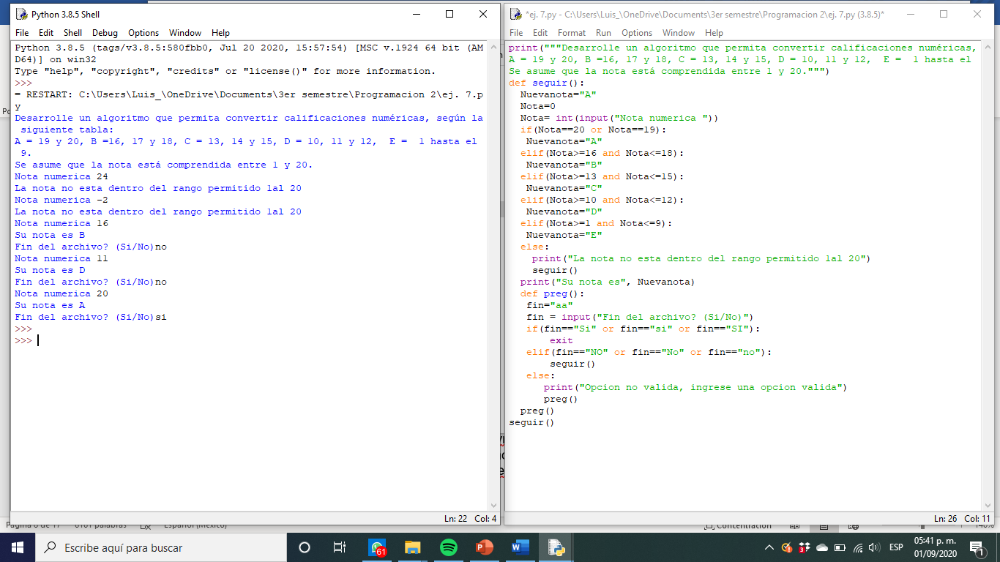 Python 3.8.5 Shell
File Edit Shell Debug Options Window Help
Python 3.8.5 (tags/v3.8.5:580fbb0, Jul 20 2020, 15:57:54) [MSC v.1924 64 bit (AM
D64)] on win32
Type "help", "copyright", "credits" or "license()" for more information.
>>>
= RESTART: C:\Users\Luis_\OneDrive\Documents\3er semestre\Programacion 2\ej. 7.p
y
Desarrolle un algoritmo que permita convertir calificaciones numéricas, según la
siguiente tabla:
A = 19 y 20, B =16, 17 y 18, C = 13, 14 y 15, D = 10, 11 y 12,  E =  1 hasta el
9.
Se asume que la nota está comprendida entre 1 y 20.
Nota numerica 24
La nota no esta dentro del rango permitido 1al 20
Nota numerica -2
La nota no esta dentro del rango permitido 1al 20
Nota numerica 16
Su nota es B
Fin del archivo? (Si/No)no
Nota numerica 11
Su nota es D
Fin del archivo? (Si/No)no
Nota numerica 20
Su nota es A
Fin del archivo? (Si/No)si
>>>
>>>
Ln: 22 Col: 4
*ej. 7.py - C:\Users\Luis_\OneDrive\Documents\3er semestre\Programacion 2\ej. 7.py (3.8.5)*
File Edit Format Run Options Window Help
print("""Desarrolle un algoritmo que permita convertir calificaciones numéricas,
A = 19 y 20, B =16, 17 y 18, C = 13, 14 y 15, D = 10, 11 y 12,  E =  1 hasta el
Se asume que la nota está comprendida entre 1 y 20.""")
def seguir():
  Nuevanota="A"
  Nota=0
  Nota= int(input("Nota numerica "))
  if(Nota==20 or Nota==19):
   Nuevanota="A"
  elif(Nota>=16 and Nota<=18):
   Nuevanota="B"
  elif(Nota>=13 and Nota<=15):
   Nuevanota="C"
  elif(Nota>=10 and Nota<=12):
   Nuevanota="D"
  elif(Nota>=1 and Nota<=9):
   Nuevanota="E"
  else:
    print("La nota no esta dentro del rango permitido 1al 20")
    seguir()
  print("Su nota es", Nuevanota)
  def preg():
   fin="aa"
   fin = input("Fin del archivo? (Si/No)")
   if(fin=="Si" or fin=="si" or fin=="SI"):
       exit
   elif(fin=="NO" or fin=="No" or fin=="no"):
       seguir()
   else:
      print("Opcion no valida, ingrese una opcion valida")
      preg()
  preg()
seguir()
Ln: 26 Col: 11
Concentración
Español (México)
Escribe aquí para buscar
61
3
ESP
05:41 p. m.
01/09/2020
1